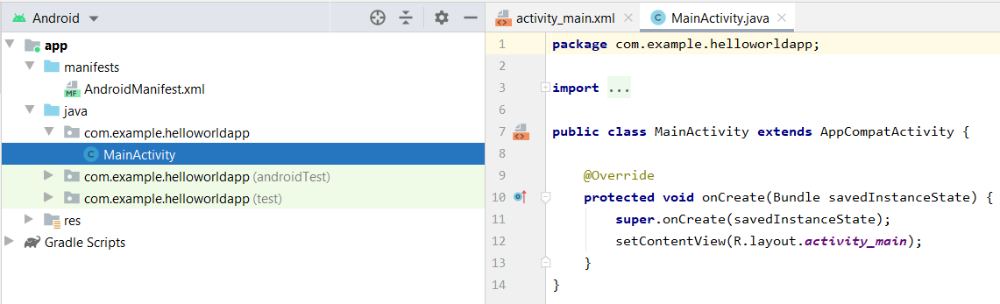 Android
app
manifests
MF AndroidManifest.xml
java
com.example.helloworldapp
C MainActivity
com.example.helloworldapp (androidTest)
com.example.helloworldapp (test)
res
Gradle Scripts
<> activity_main.xml C MainActivity.java
1 package com.example.helloworldapp;
2
3 import ...
6
7 <> public class MainActivity extends AppCompatActivity {
8
9 @Override
10 protected void onCreate(Bundle savedInstanceState) {
11 super.onCreate(savedInstanceState);
12 setContentView(R.layout.activity_main);
13 }
14 }